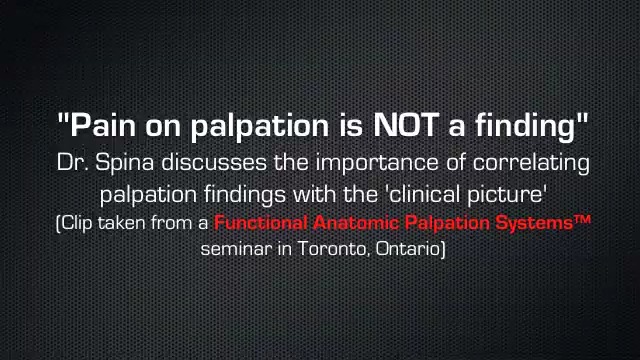 "Pain on palpation is NOT a finding"
Dr. Spina discusses the importance of correlating
palpation findings with the 'clinical picture'
(Clip taken from a Functional Anatomic Palpation Systems™
seminar in Toronto, Ontario)